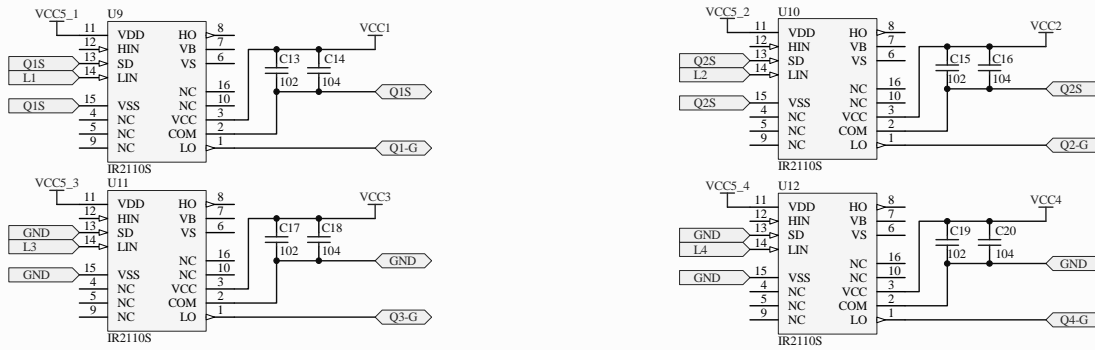 U9
VCC5_1
VCC1
11 VDD HO 8
12 HIN VB 7
Q1S 13 SD VS 6
L1 14 LIN
C13 C14
102 104
NC 16
Q1S 15 VSS NC 10
Q1S
4 NC VCC 3
5 NC COM 2
9 NC LO 1
Q1-G
IR2110S
U10
VCC5_2
VCC2
11 VDD HO 8
12 HIN VB 7
Q2S 13 SD VS 6
L2 14 LIN
C15 C16
102 104
NC 16
Q2S 15 VSS NC 10
Q2S
4 NC VCC 3
5 NC COM 2
9 NC LO 1
Q2-G
IR2110S
U11
VCC5_3
VCC3
11 VDD HO 8
12 HIN VB 7
GND 13 SD VS 6
L3 14 LIN
C17 C18
102 104
NC 16
GND 15 VSS NC 10
GND
4 NC VCC 3
5 NC COM 2
9 NC LO 1
Q3-G
IR2110S
U12
VCC5_4
VCC4
11 VDD HO 8
12 HIN VB 7
GND 13 SD VS 6
L4 14 LIN
C19 C20
102 104
NC 16
GND 15 VSS NC 10
GND
4 NC VCC 3
5 NC COM 2
9 NC LO 1
Q4-G
IR2110S